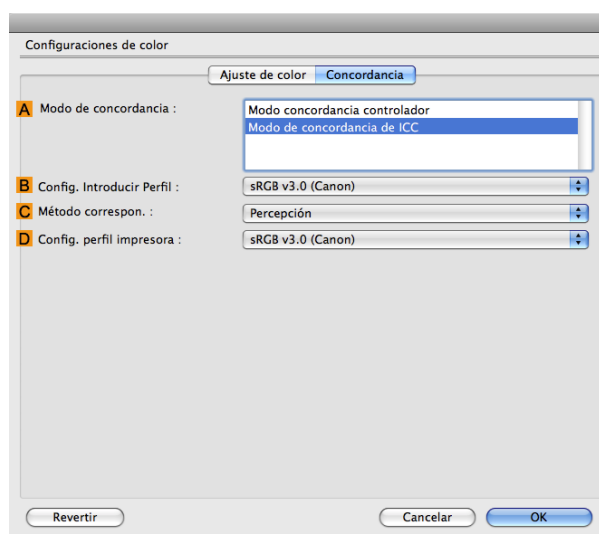 Configuraciones de color
Ajuste de color Concordancia
A Modo de concordancia :
Modo concordancia controlador
Modo de concordancia de ICC
B Config. Introducir Perfil : sRGB v3.0 (Canon)
C Método correspon. : Percepción
D Config. perfil impresora : sRGB v3.0 (Canon)
Revertir Cancelar OK